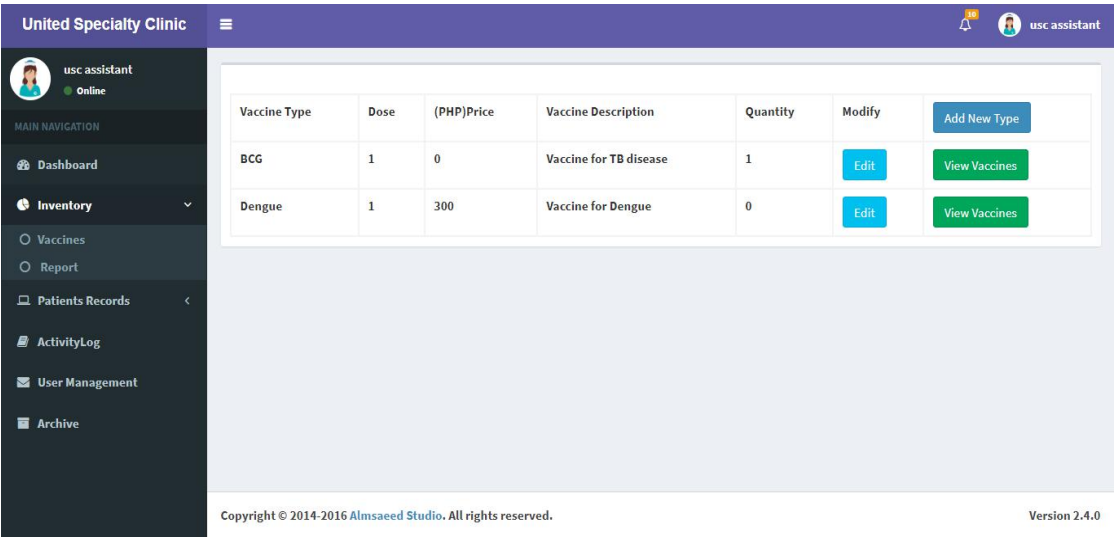 United Specialty Clinic
10
usc assistant
usc assistant
Online
MAIN NAVIGATION
Dashboard
Inventory
Vaccines
Report
Patients Records
ActivityLog
User Management
Archive
Vaccine Type Dose (PHP)Price Vaccine Description Quantity Modify Add New Type
BCG 1 0 Vaccine for TB disease 1 Edit View Vaccines
Dengue 1 300 Vaccine for Dengue 0 Edit View Vaccines
Copyright © 2014-2016 Almsaeed Studio. All rights reserved. Version 2.4.0